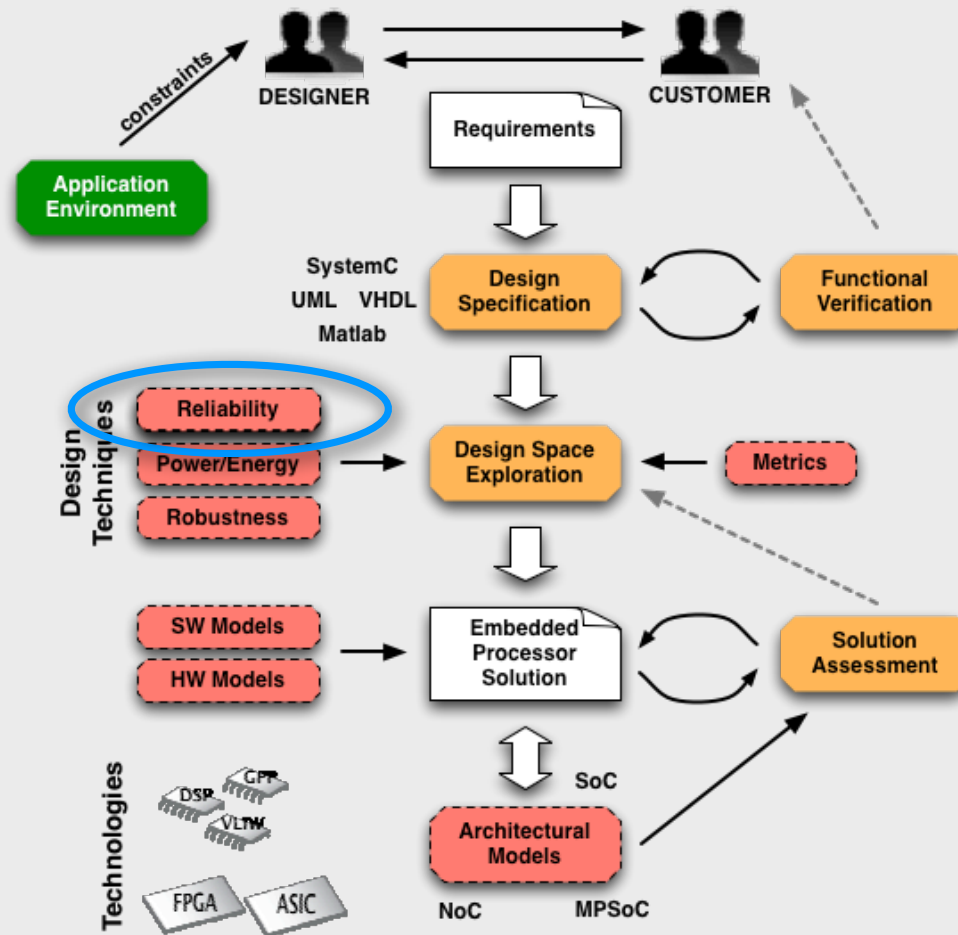 DESIGNER
CUSTOMER
constraints
Requirements
Application
Environment
SystemC
UML VHDL
Matlab
Design
Specification
Functional
Verification
Design
Techniques
Reliability
Power/Energy
Robustness
Design Space
Exploration
Metrics
SW Models
HW Models
Embedded
Processor
Solution
Solution
Assessment
Technologies
GPP
DSP
VLIW
FPGA
ASIC
SoC
Architectural
Models
NoC
MPSoC